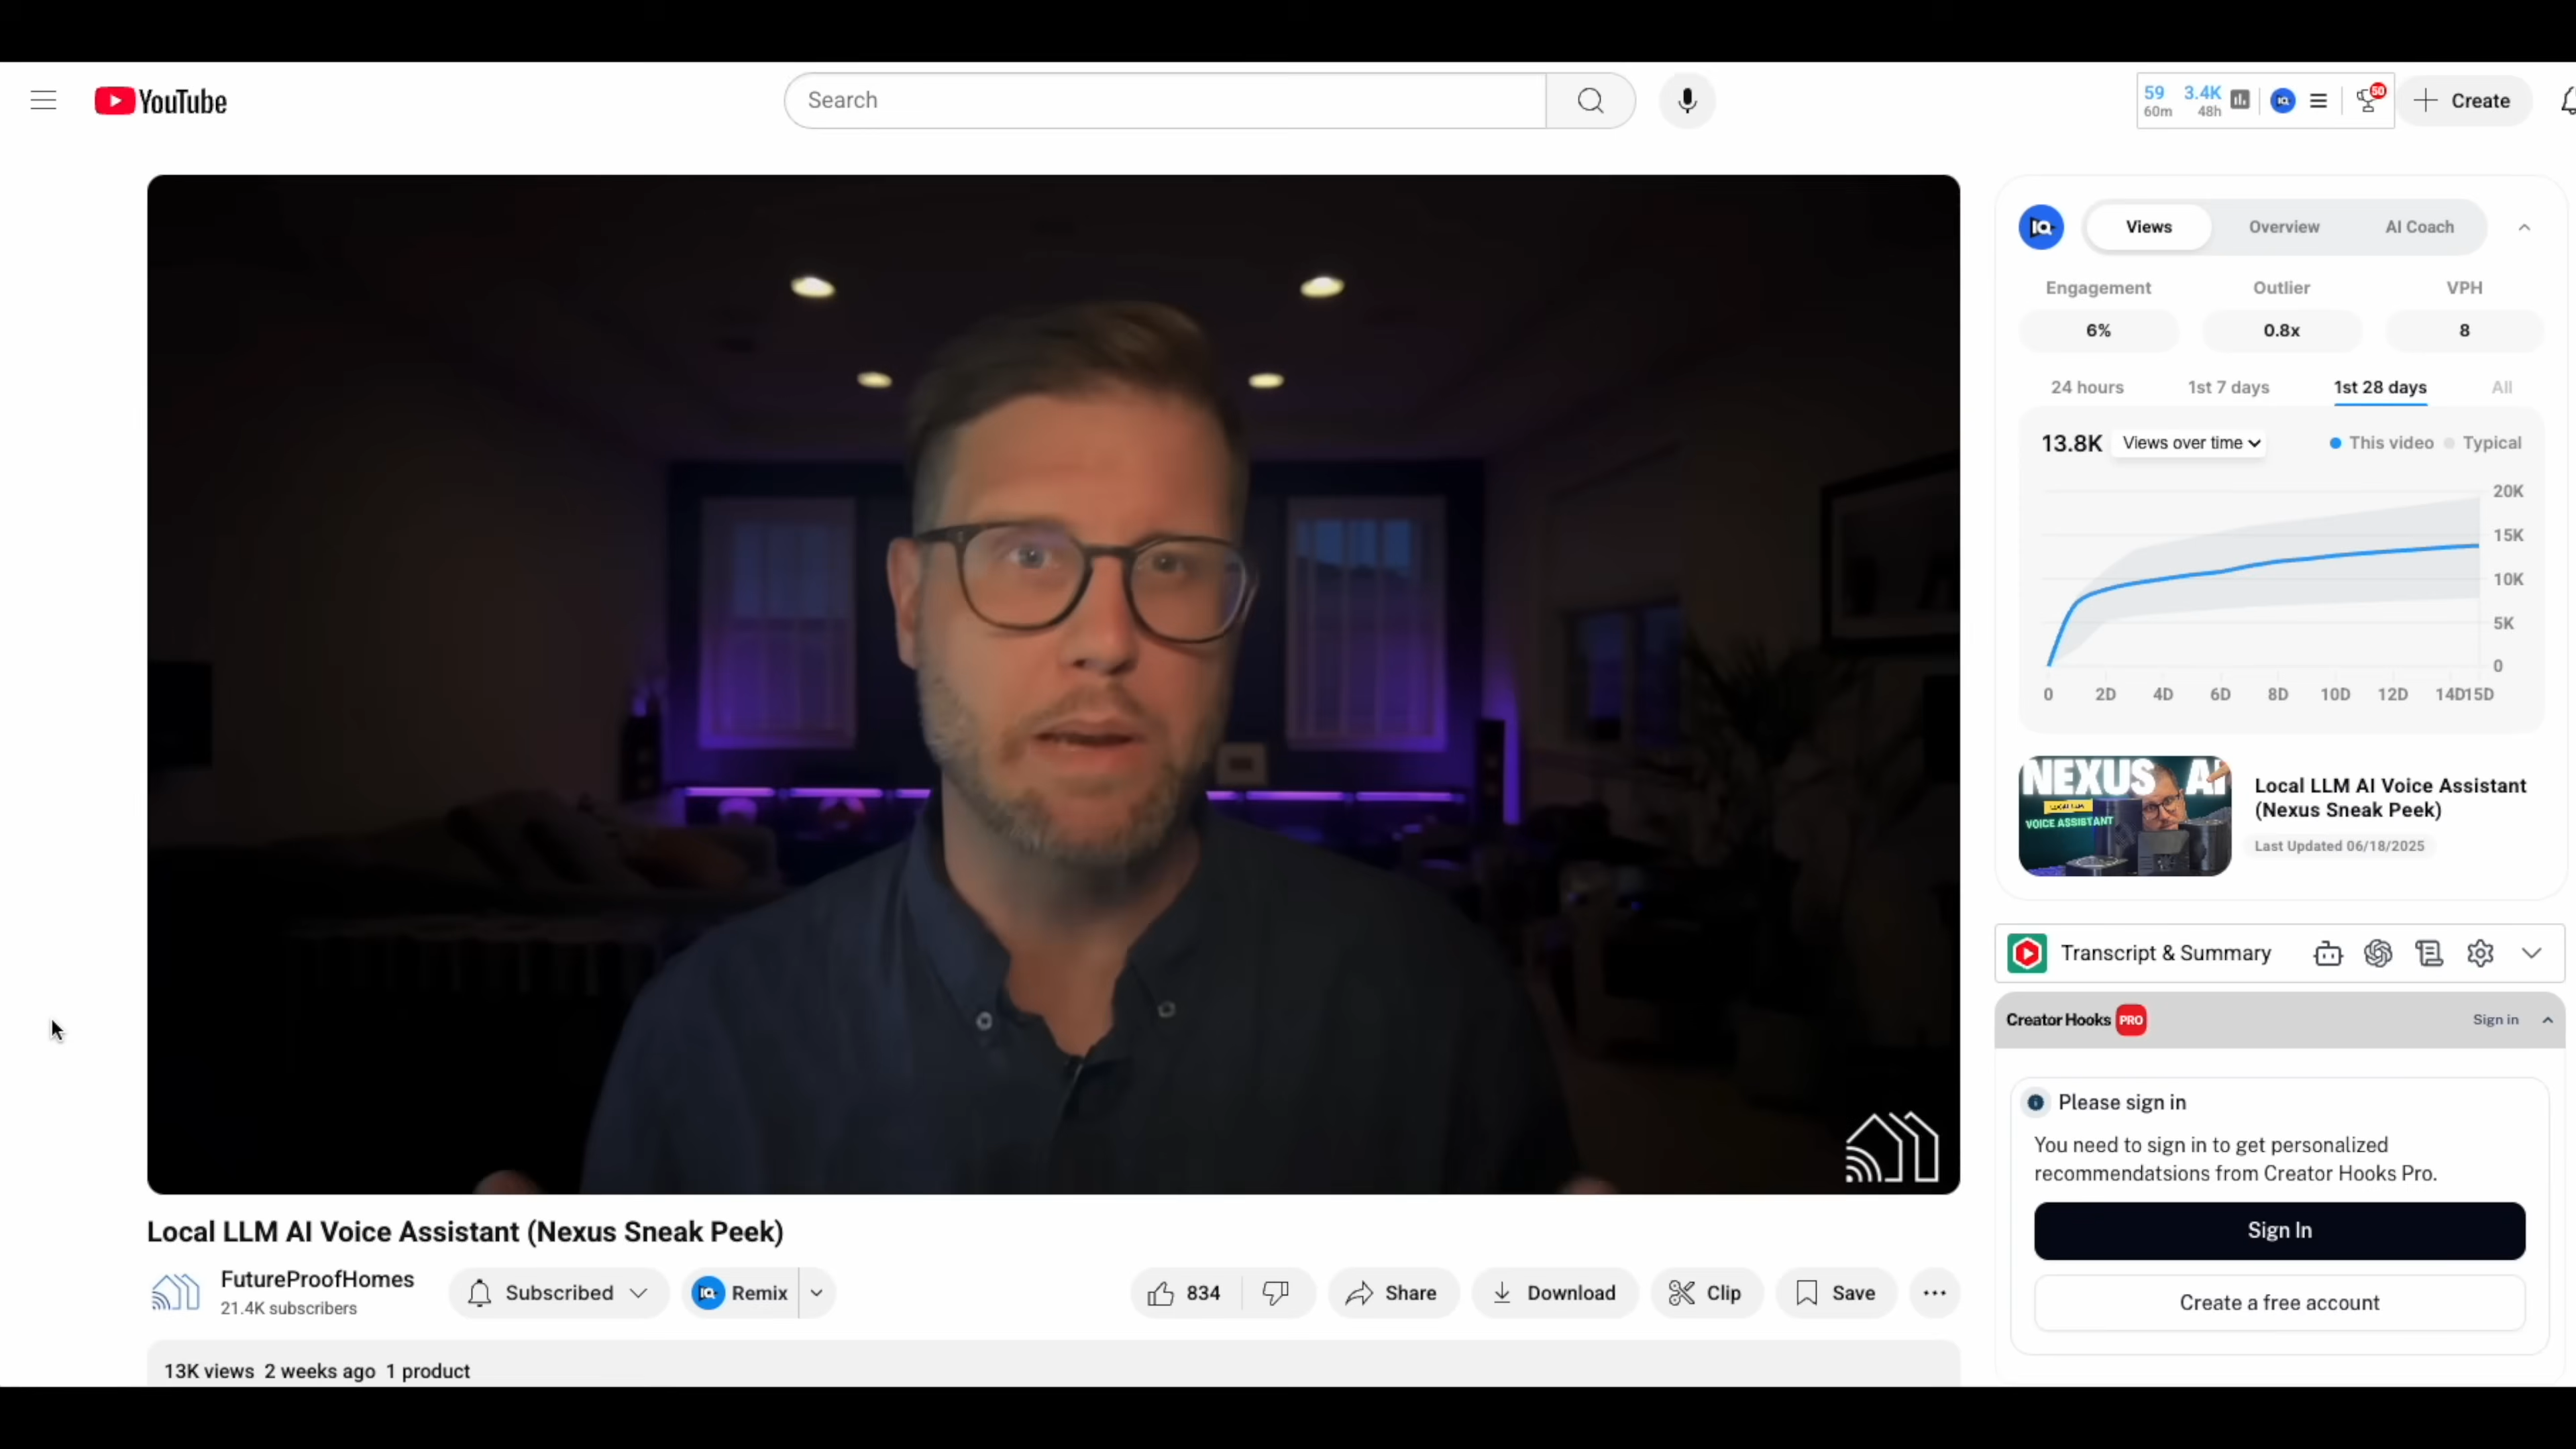 YouTube
Search
59 3.4K
60m 48h
50
Create
IQ
Views Overview AI Coach
Engagement Outlier VPH
6% 0.8x 8
24 hours 1st 7 days 1st 28 days All
13.8K Views over time This video Typical
20K
15K
10K
5K
0
0 2D 4D 6D 8D 10D 12D 14D15D
NEXUS AI
LOCAL LLM
VOICE ASSISTANT
Local LLM AI Voice Assistant
(Nexus Sneak Peek)
Last Updated 06/18/2025
Transcript & Summary
Creator Hooks PRO Sign in
Please sign in
You need to sign in to get personalized
recommendatsions from Creator Hooks Pro.
Sign In
Create a free account
Local LLM AI Voice Assistant (Nexus Sneak Peek)
FutureProofHomes
21.4K subscribers
Subscribed
IQ Remix
834 Share Download Clip Save
13K views 2 weeks ago 1 product